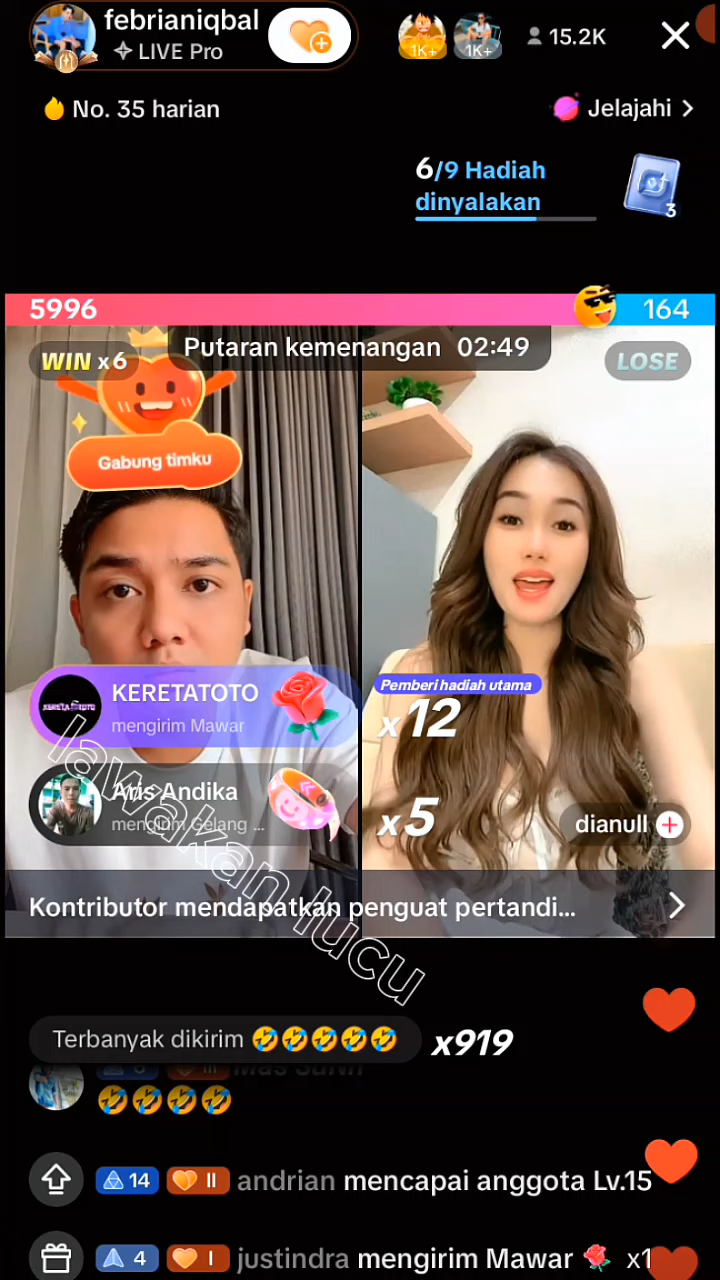 febrianiqbal
LIVE Pro
1K+
1K+
15.2K
No. 35 harian
Jelajahi
6/9 Hadiah
dinyalakan
3
5996
164
WIN x6
Putaran kemenangan 02:49
LOSE
Gabung timku
KERETATOTO
mengirim Mawar
Pemberi hadiah utama
x12
Aris Andika
mengirim Gelang ...
x5
dianull
lawakan lucu
Kontributor mendapatkan penguat pertandi...
Terbanyak dikirim 🤣🤣🤣🤣🤣 x919
🤣🤣🤣🤣
14 II andrian mencapai anggota Lv.15
4 I justindra mengirim Mawar 🌹 x1